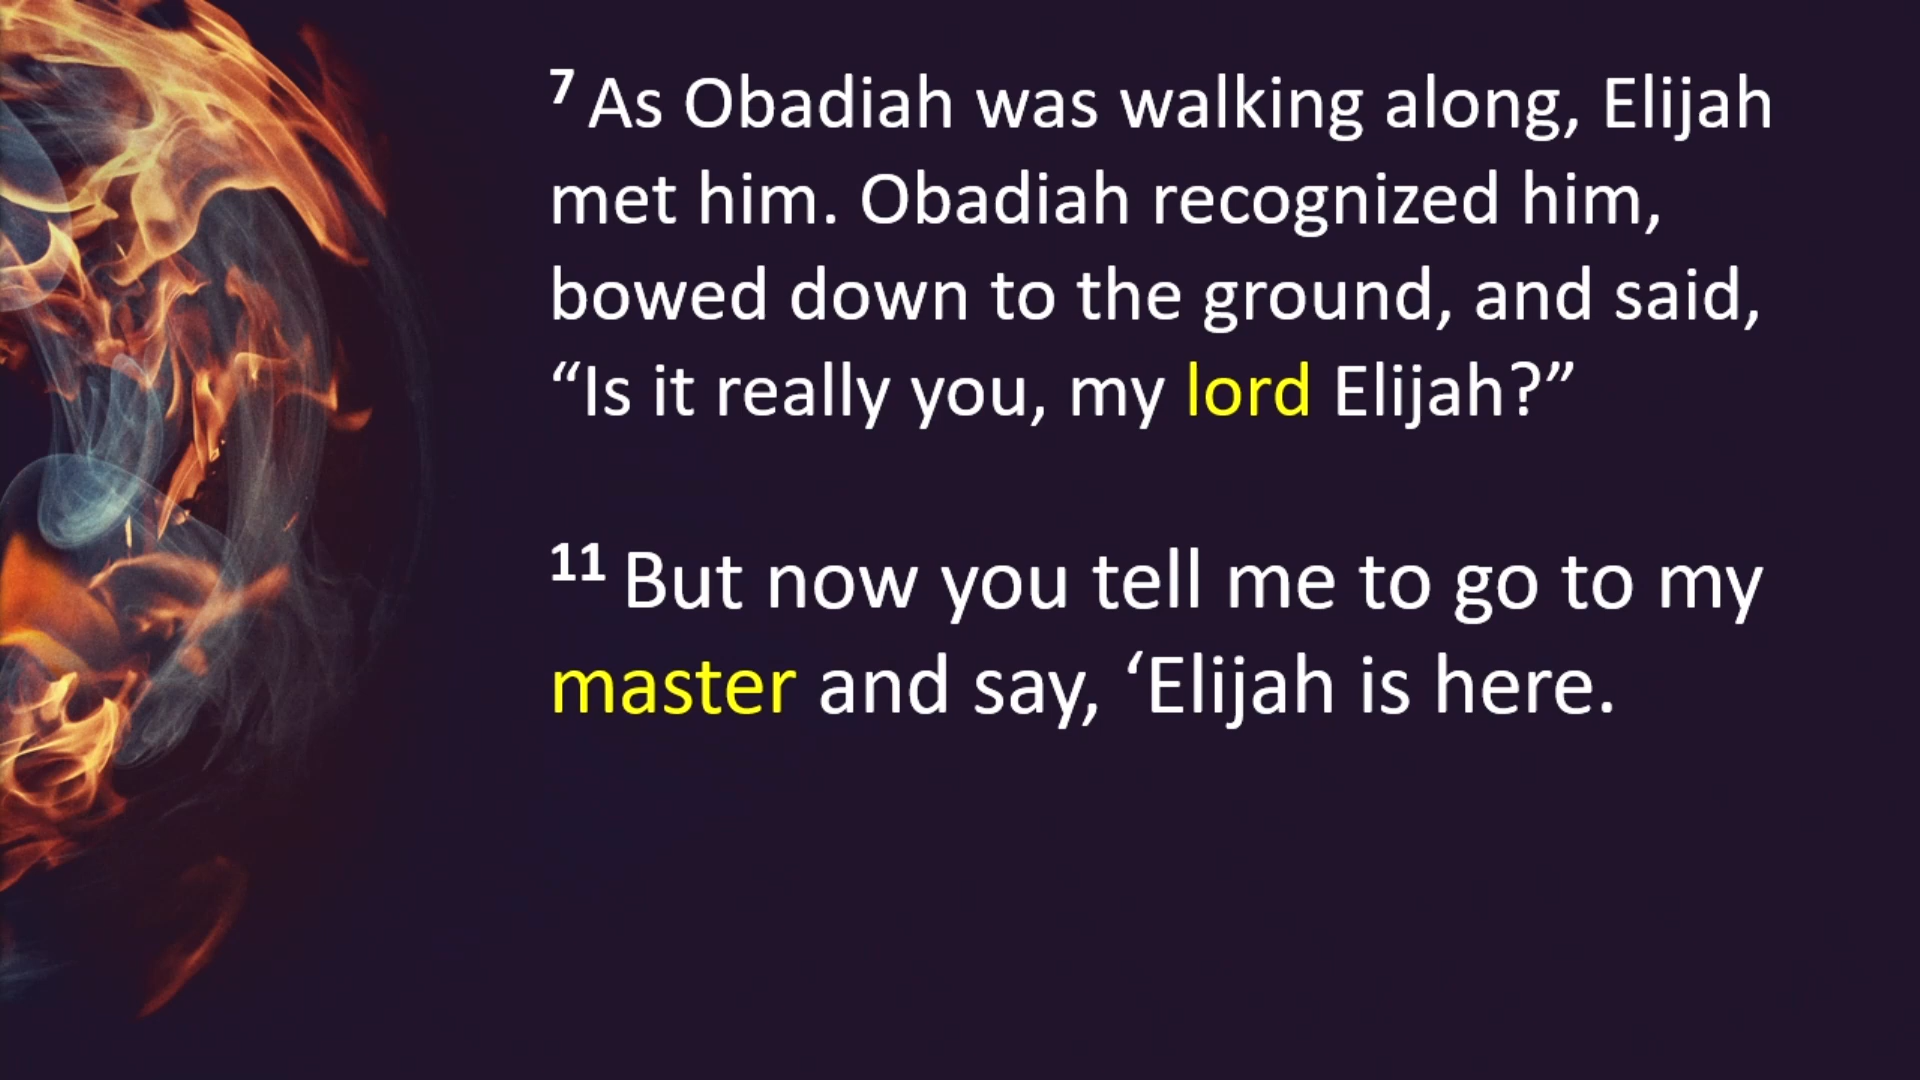 7 As Obadiah was walking along, Elijah
met him. Obadiah recognized him,
bowed down to the ground, and said,
“Is it really you, my lord Elijah?”
11 But now you tell me to go to my
master and say, ‘Elijah is here.